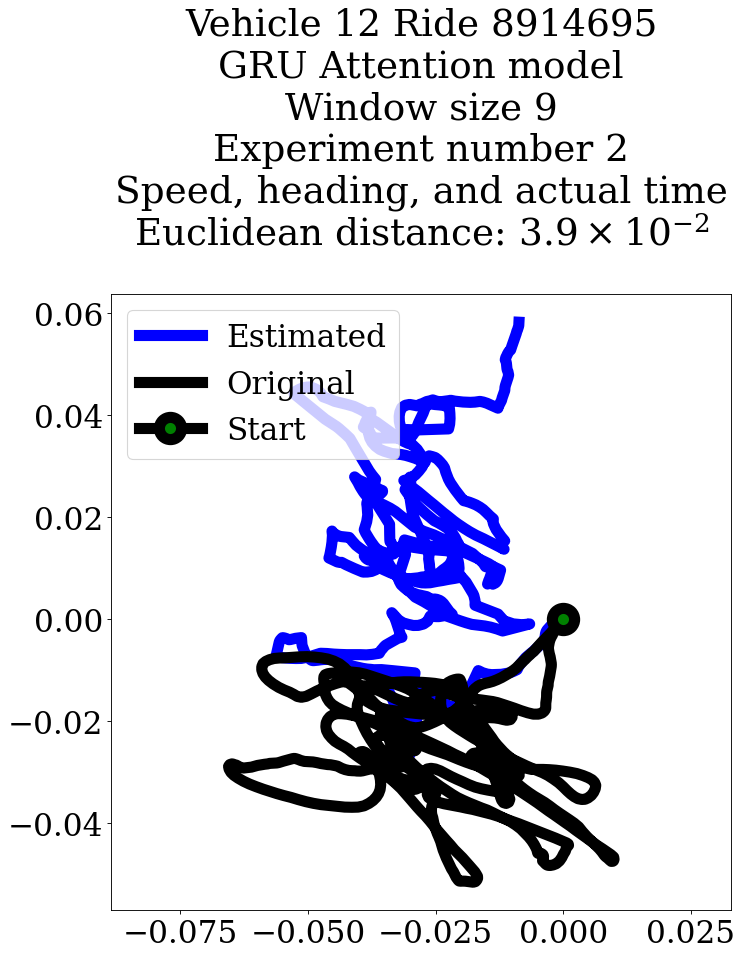 Vehicle 12 Ride 8914695
GRU Attention model
Window size 9
Experiment number 2
Speed, heading, and actual time
Euclidean distance: 3.9 × 10⁻²
Estimated
Original
Start
0.06
0.04
0.02
0.00
−0.02
−0.04
−0.075 −0.050 −0.025 0.000 0.025